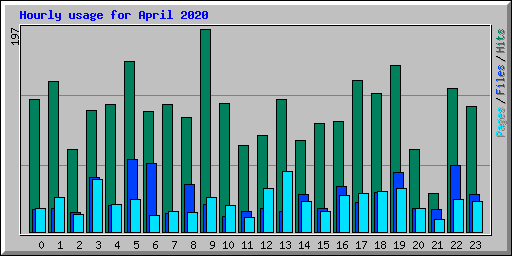 Hourly usage for April 2020
197
Pages / Files / Hits
0 1 2 3 4 5 6 7 8 9 10 11 12 13 14 15 16 17 18 19 20 21 22 23